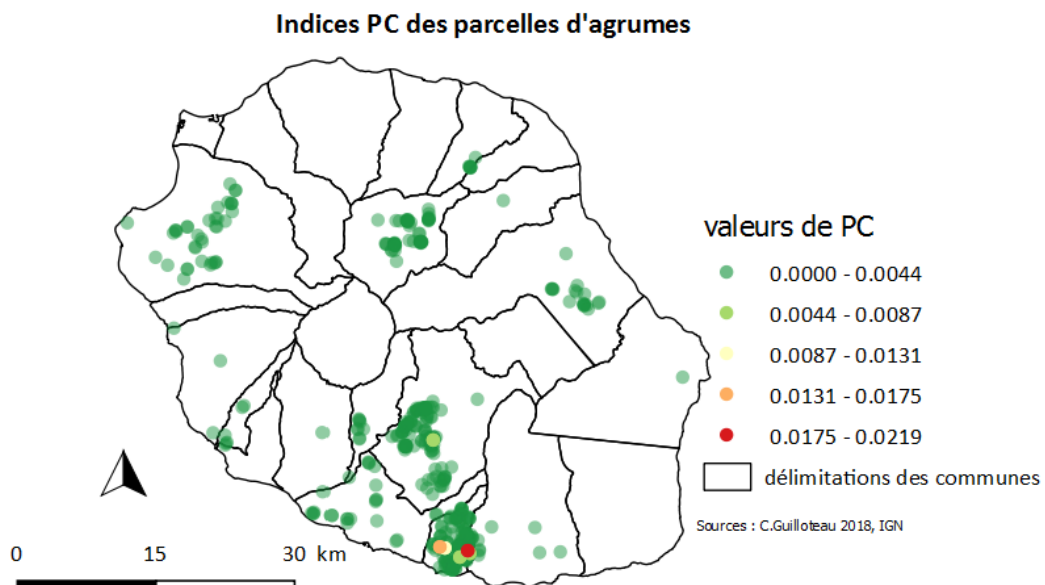 Indices PC des parcelles d'agrumes
valeurs de PC
0.0000 - 0.0044
0.0044 - 0.0087
0.0087 - 0.0131
0.0131 - 0.0175
0.0175 - 0.0219
délimitations des communes
Sources : C.Guilloteau 2018, IGN
0 15 30 km